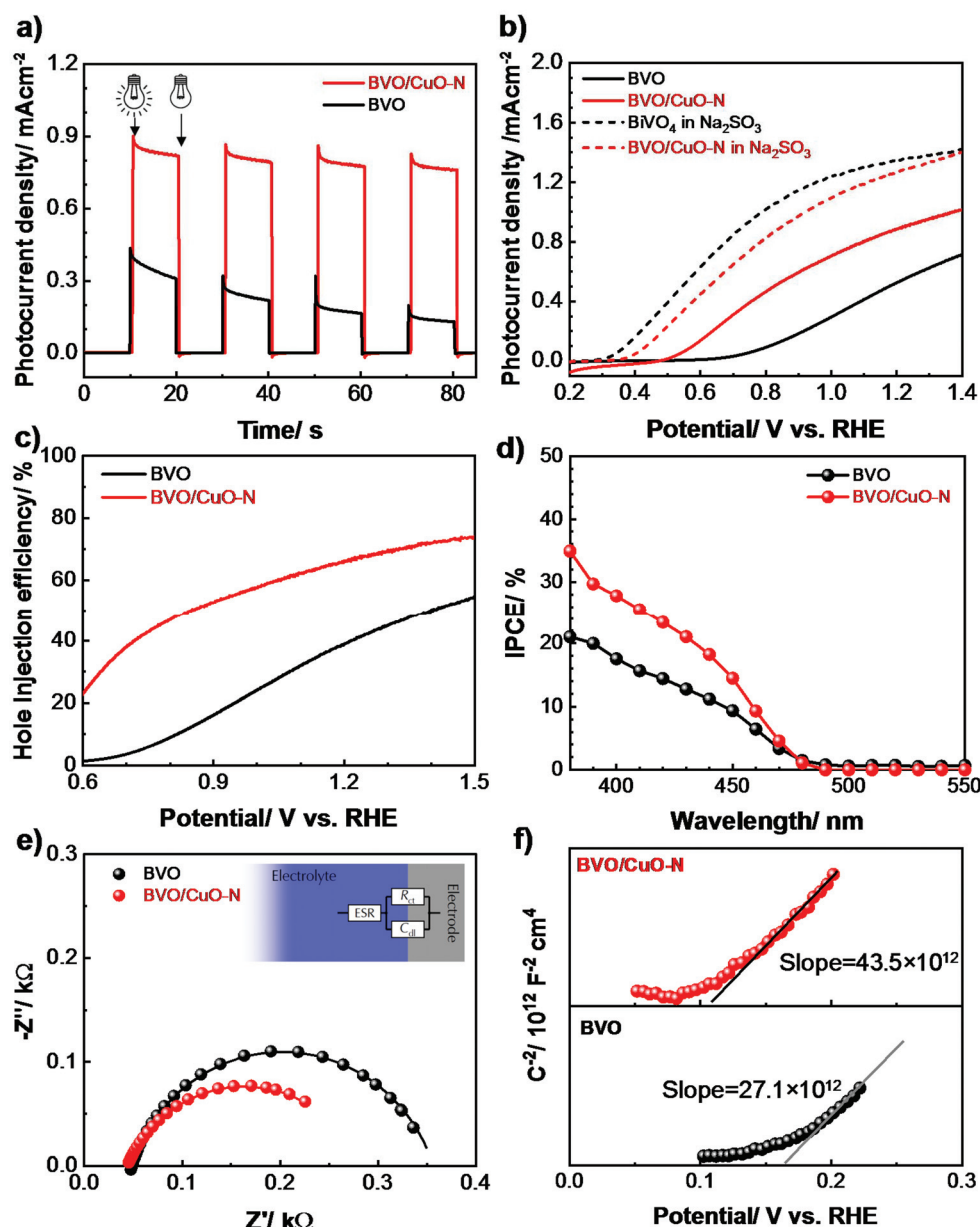 a)
Photocurrent density/ mAcm⁻²
1.2
0.9
0.6
0.3
0.0
BVO/CuO-N
BVO
0 20 40 60 80
Time/ s
b)
Photocurrent density /mAcm⁻²
2.0
1.6
1.2
0.8
0.4
0.0
BVO
BVO/CuO-N
BiVO₄ in Na₂SO₃
BVO/CuO-N in Na₂SO₃
0.2 0.4 0.6 0.8 1.0 1.2 1.4
Potential/ V vs. RHE
c)
Hole Injection efficiency/ %
100
80
60
40
20
0
BVO
BVO/CuO-N
0.6 0.9 1.2 1.5
Potential/ V vs. RHE
d)
IPCE/ %
50
40
30
20
10
0
BVO
BVO/CuO-N
400 450 500 550
Wavelength/ nm
e)
-Z''/ kΩ
0.3
0.2
0.1
0.0
BVO
BVO/CuO-N
Electrolyte
ESR
R_ct
C_dl
Electrode
0.0 0.1 0.2 0.3 0.4
Z'/ kΩ
f)
C⁻²/ 10¹² F⁻² cm⁴
BVO/CuO-N
Slope=43.5×10¹²
BVO
Slope=27.1×10¹²
0.0 0.1 0.2 0.3
Potential/ V vs. RHE